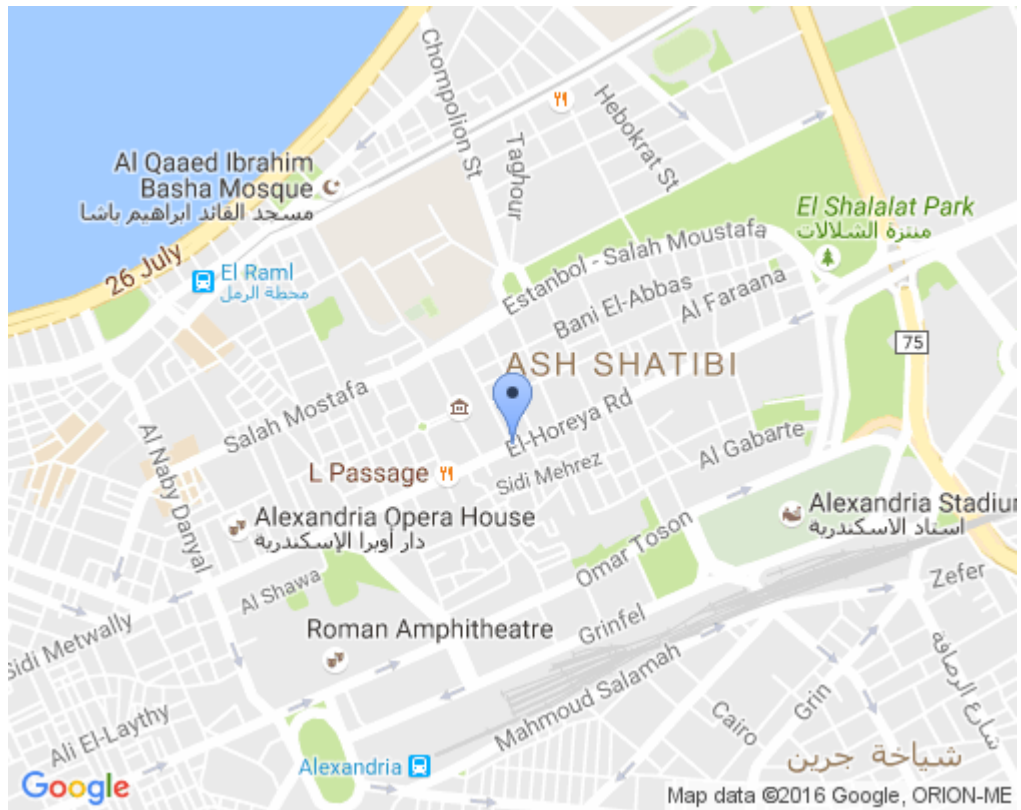 Chompolion St
Hebokrat St
Taghour
Al Qaaed Ibrahim
Basha Mosque
مسجد القائد ابراهيم باشا
El Shalalat Park
منتزة الشلالات
26 July
El Raml
محطة الرمل
Estanbol - Salah Moustafa
Bani El-Abbas
Al Faraana
75
ASH SHATIBI
Salah Mostafa
El-Horeya Rd
Al Gabarte
Al Naby Danyal
L Passage
Sidi Mehrez
Alexandria Opera House
دار أوبرا الإسكندرية
Alexandria Stadiur
استاد الاسكندرية
Omar Toson
Al Shawa
Zefer
Roman Amphitheatre
Grinfel
Sidi Metwally
Mahmoud Salamah
شارع الرصافه
Ali El-Laythy
Cairo
Grin
شياخة جرين
Alexandria
Google
Map data ©2016 Google, ORION-ME